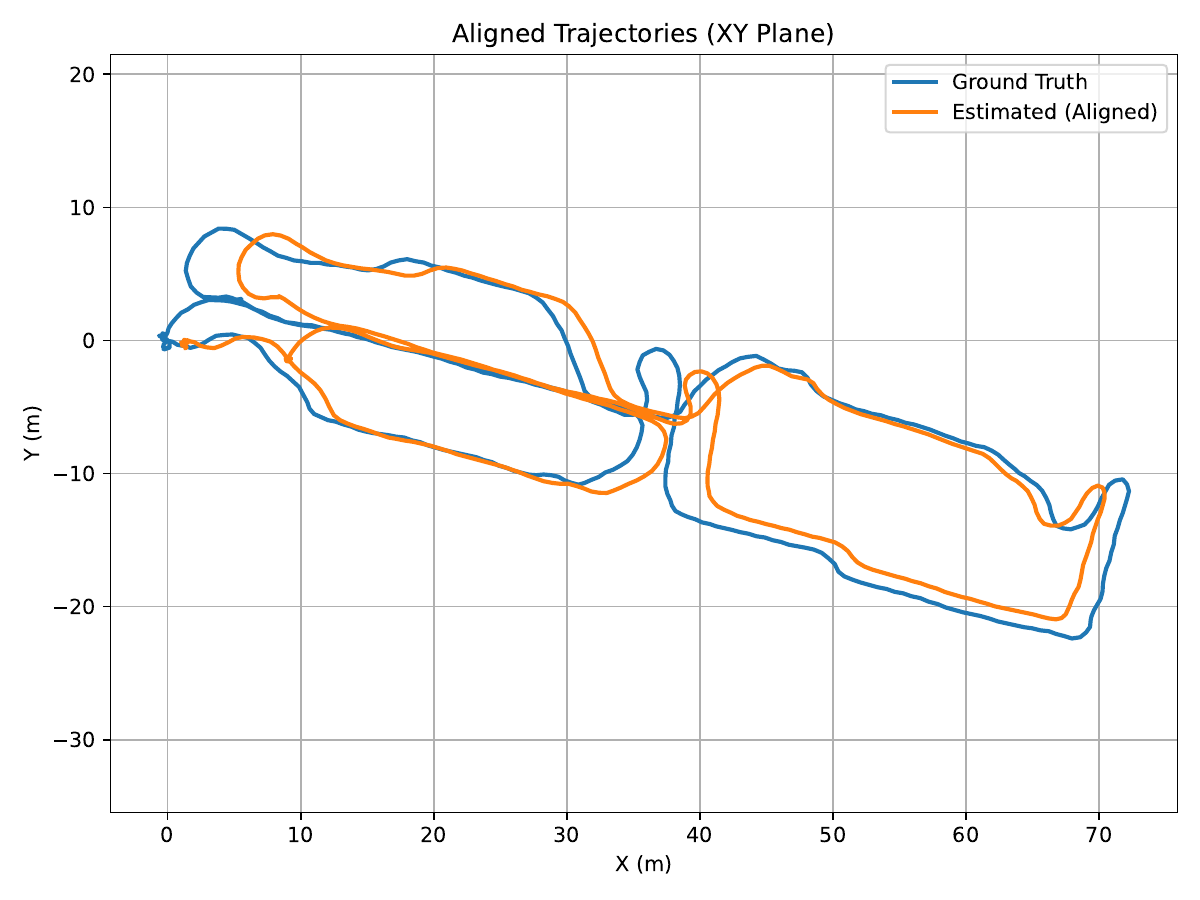 Aligned Trajectories (XY Plane)
Ground Truth
Estimated (Aligned)
20
10
0
−10
−20
−30
Y (m)
0 10 20 30 40 50 60 70
X (m)